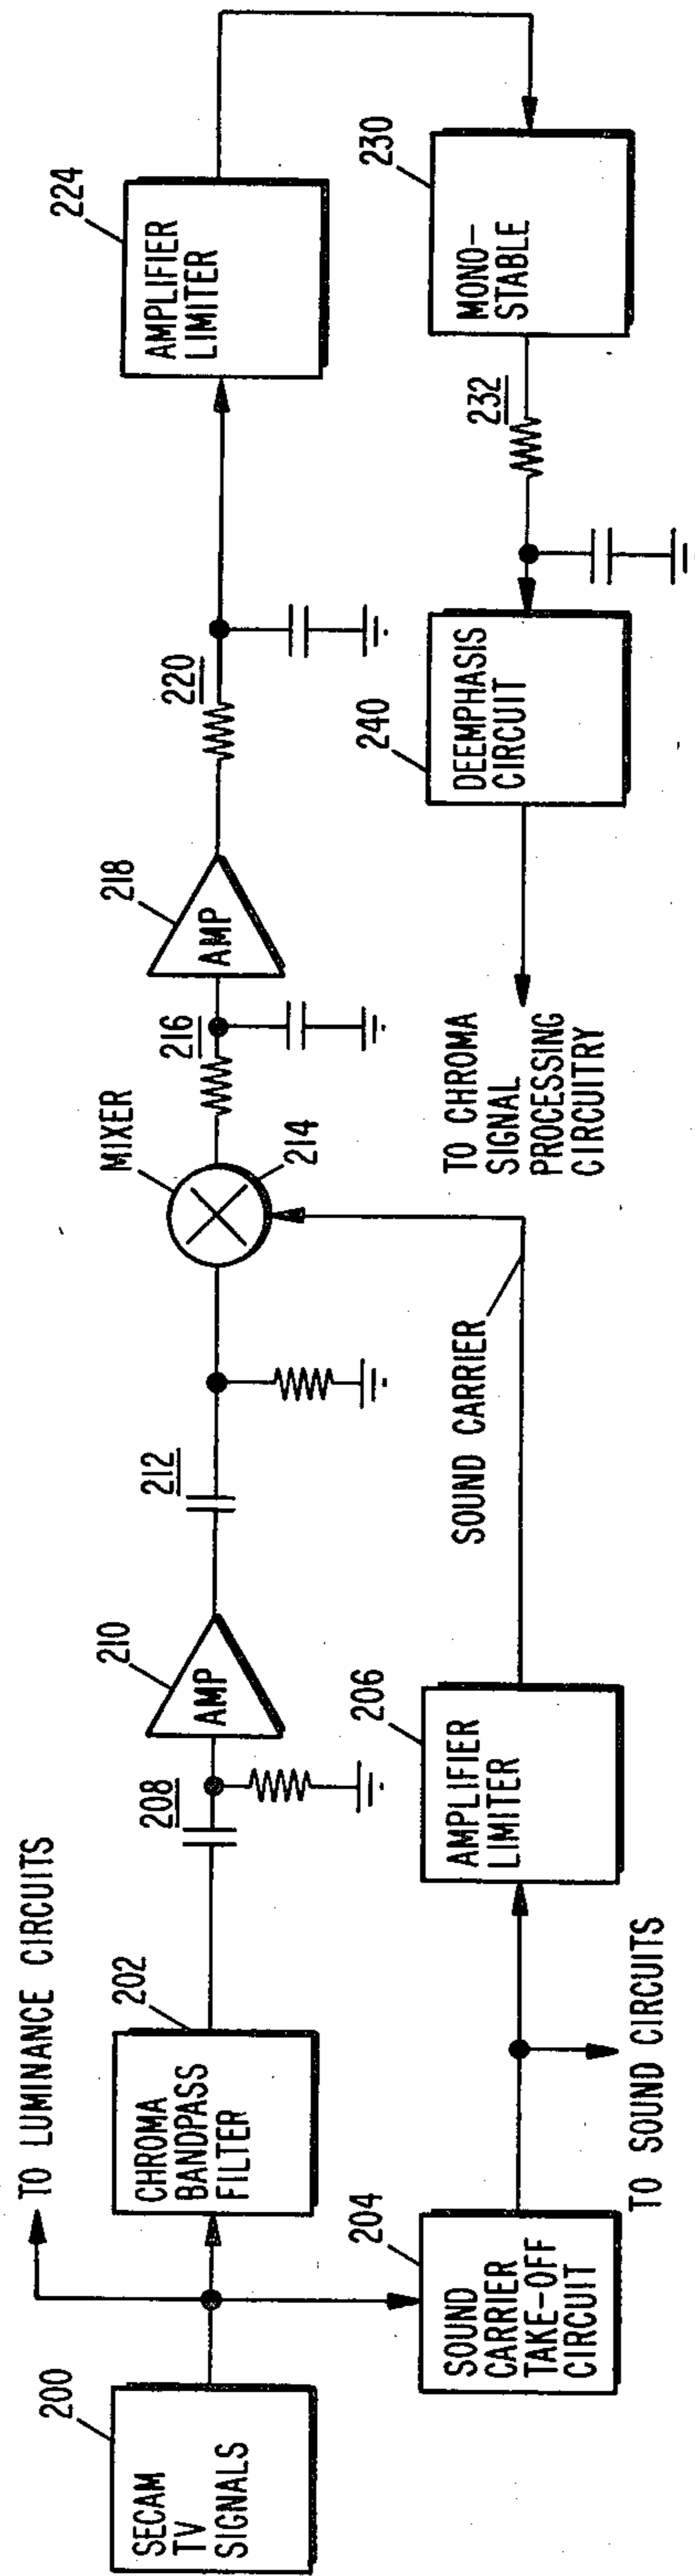 200
SECAM
TV
SIGNALS
TO LUMINANCE CIRCUITS
202
CHROMA
BANDPASS
FILTER
208
210
AMP
212
MIXER
214
216
218
AMP
220
224
AMPLIFIER
LIMITER
204
SOUND
CARRIER
TAKE-OFF
CIRCUIT
TO SOUND CIRCUITS
206
AMPLIFIER
LIMITER
SOUND CARRIER
TO CHROMA
SIGNAL
PROCESSING
CIRCUITRY
240
DEEMPHASIS
CIRCUIT
232
230
MONO-
STABLE